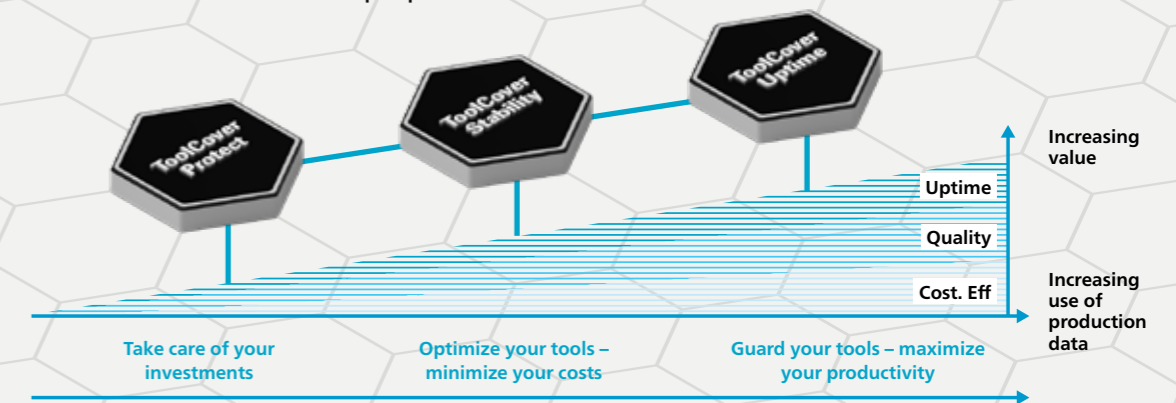 ToolCover
Protect
ToolCover
Stability
ToolCover
Uptime
Increasing
value
Uptime
Quality
Cost. Eff
Increasing
use of
production
data
Take care of your
investments
Optimize your tools –
minimize your costs
Guard your tools – maximize
your productivity